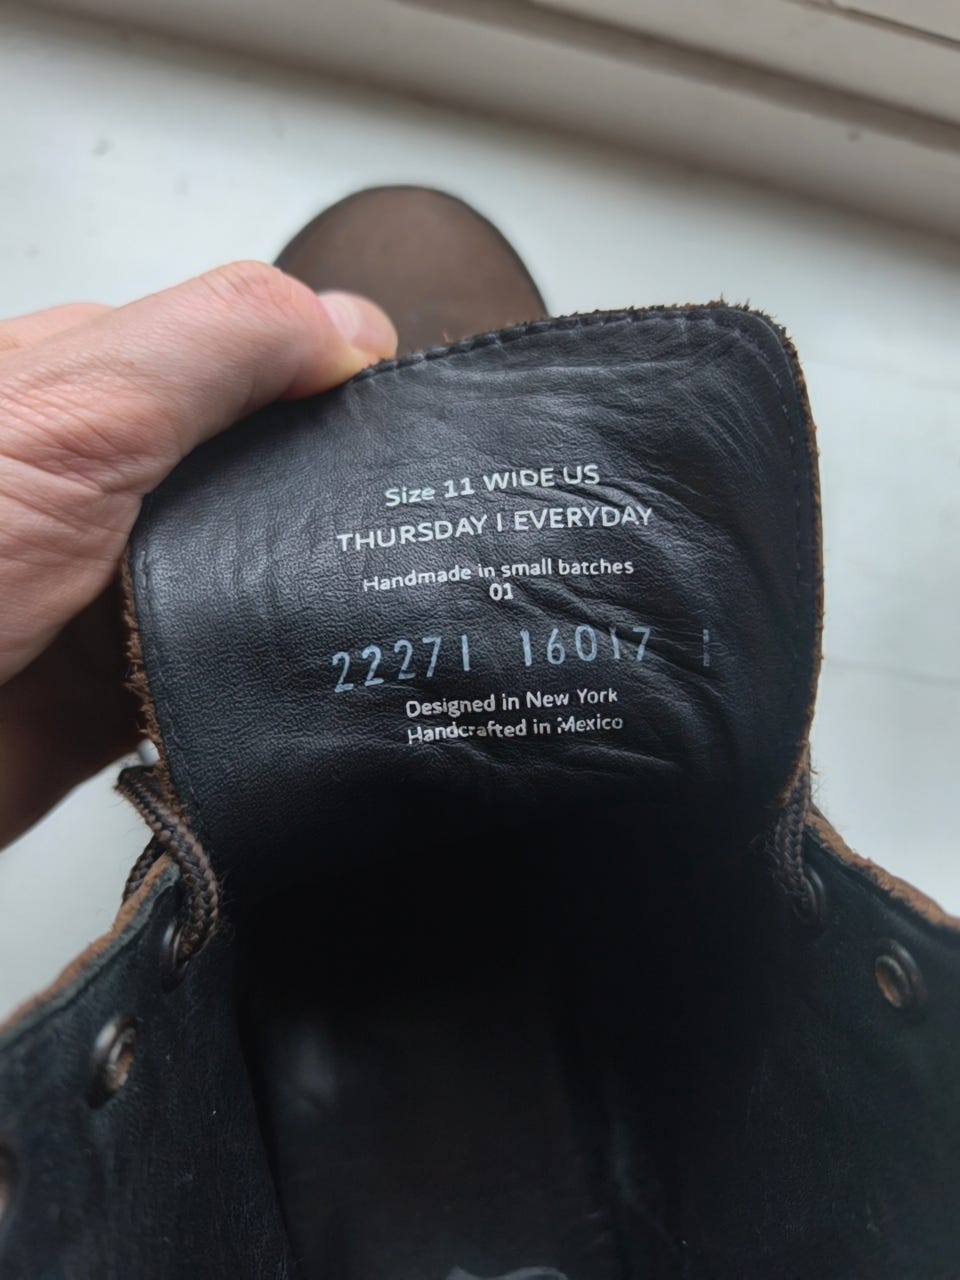 Size 11 WIDE US
THURSDAY | EVERYDAY
Handmade in small batches
01
22271 16017 1
Designed in New York
Handcrafted in Mexico